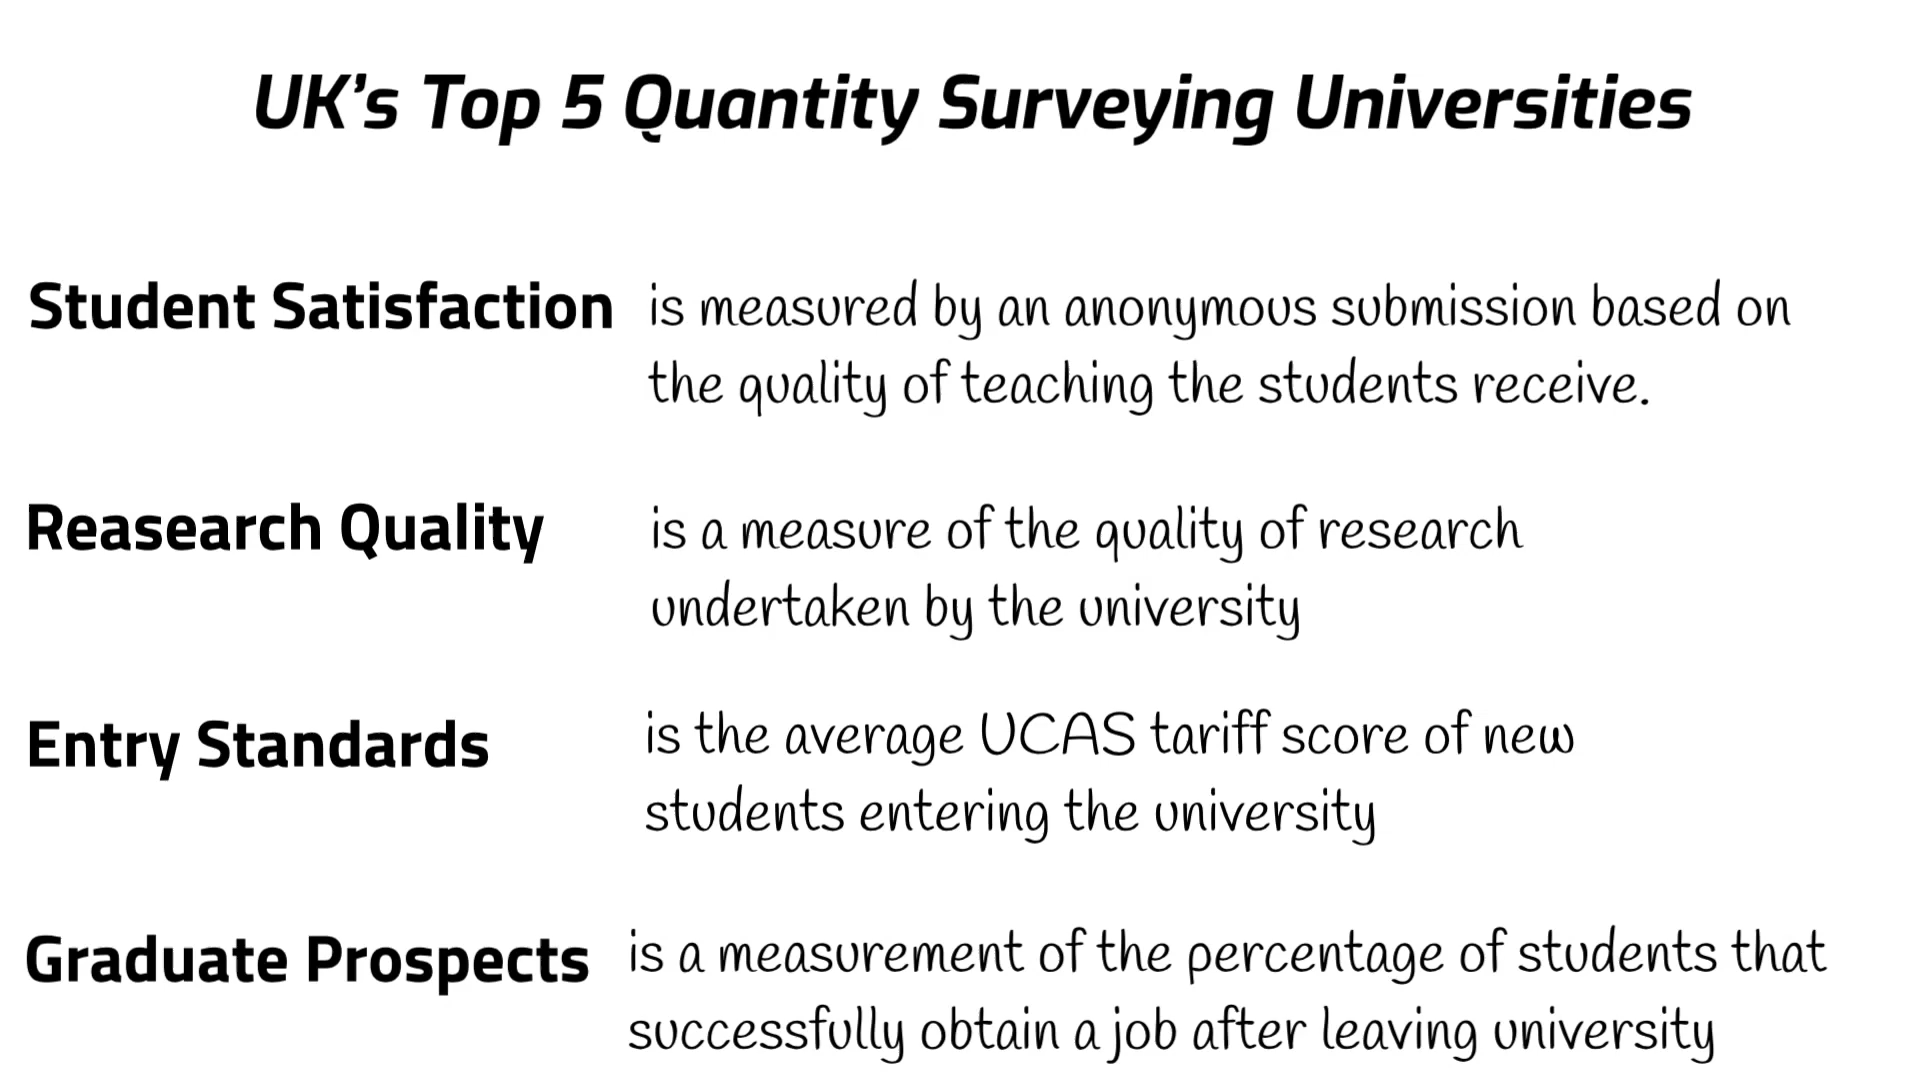 UK’s Top 5 Quantity Surveying Universities
Student Satisfaction is measured by an anonymous submission based on
the quality of teaching the students receive.
Reasearch Quality is a measure of the quality of research
undertaken by the university
Entry Standards is the average UCAS tariff score of new
students entering the university
Graduate Prospects is a measurement of the percentage of students that
successfully obtain a job after leaving university